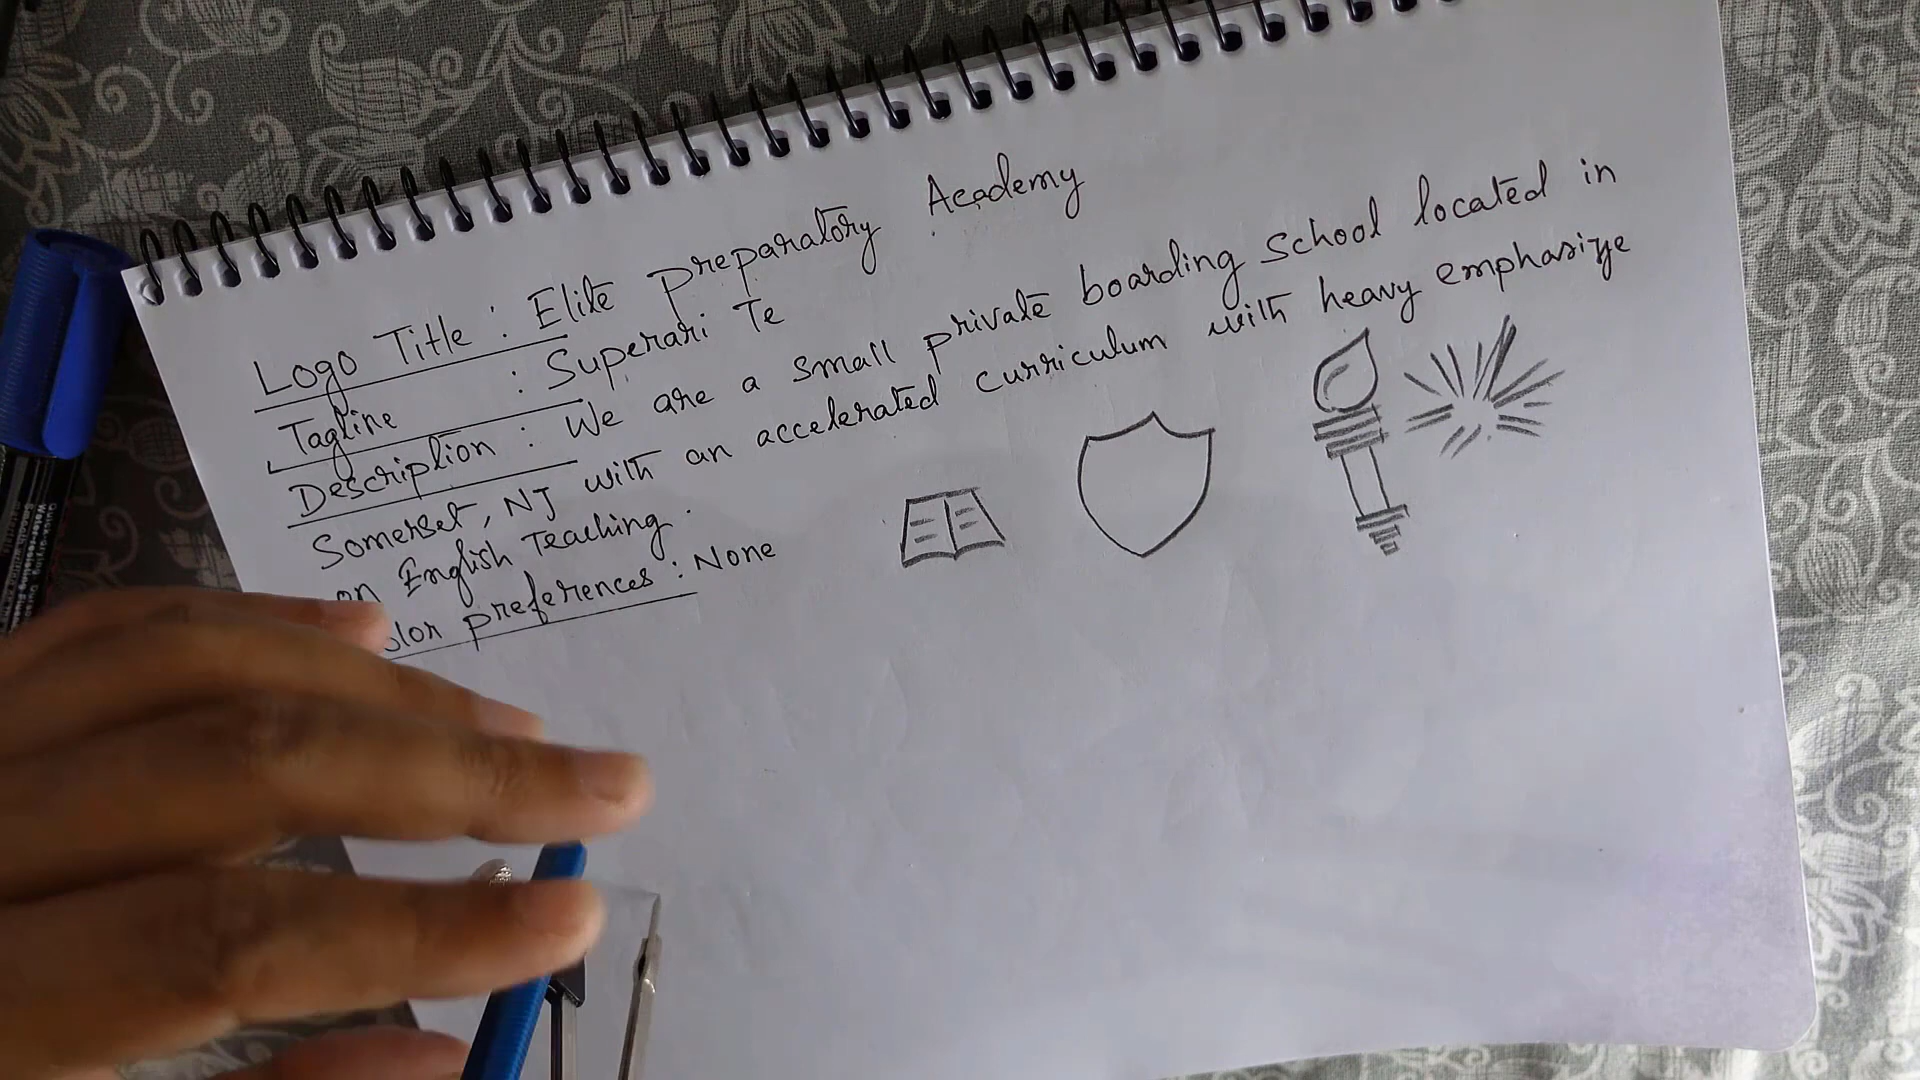 Logo Title : Elite preparatory Academy
Tagline : Superari Te
Description : We are a small private boarding school located in
Somerset, NJ with an accelerated curriculum with heavy emphasize
on English Teaching.
olor preferences : None